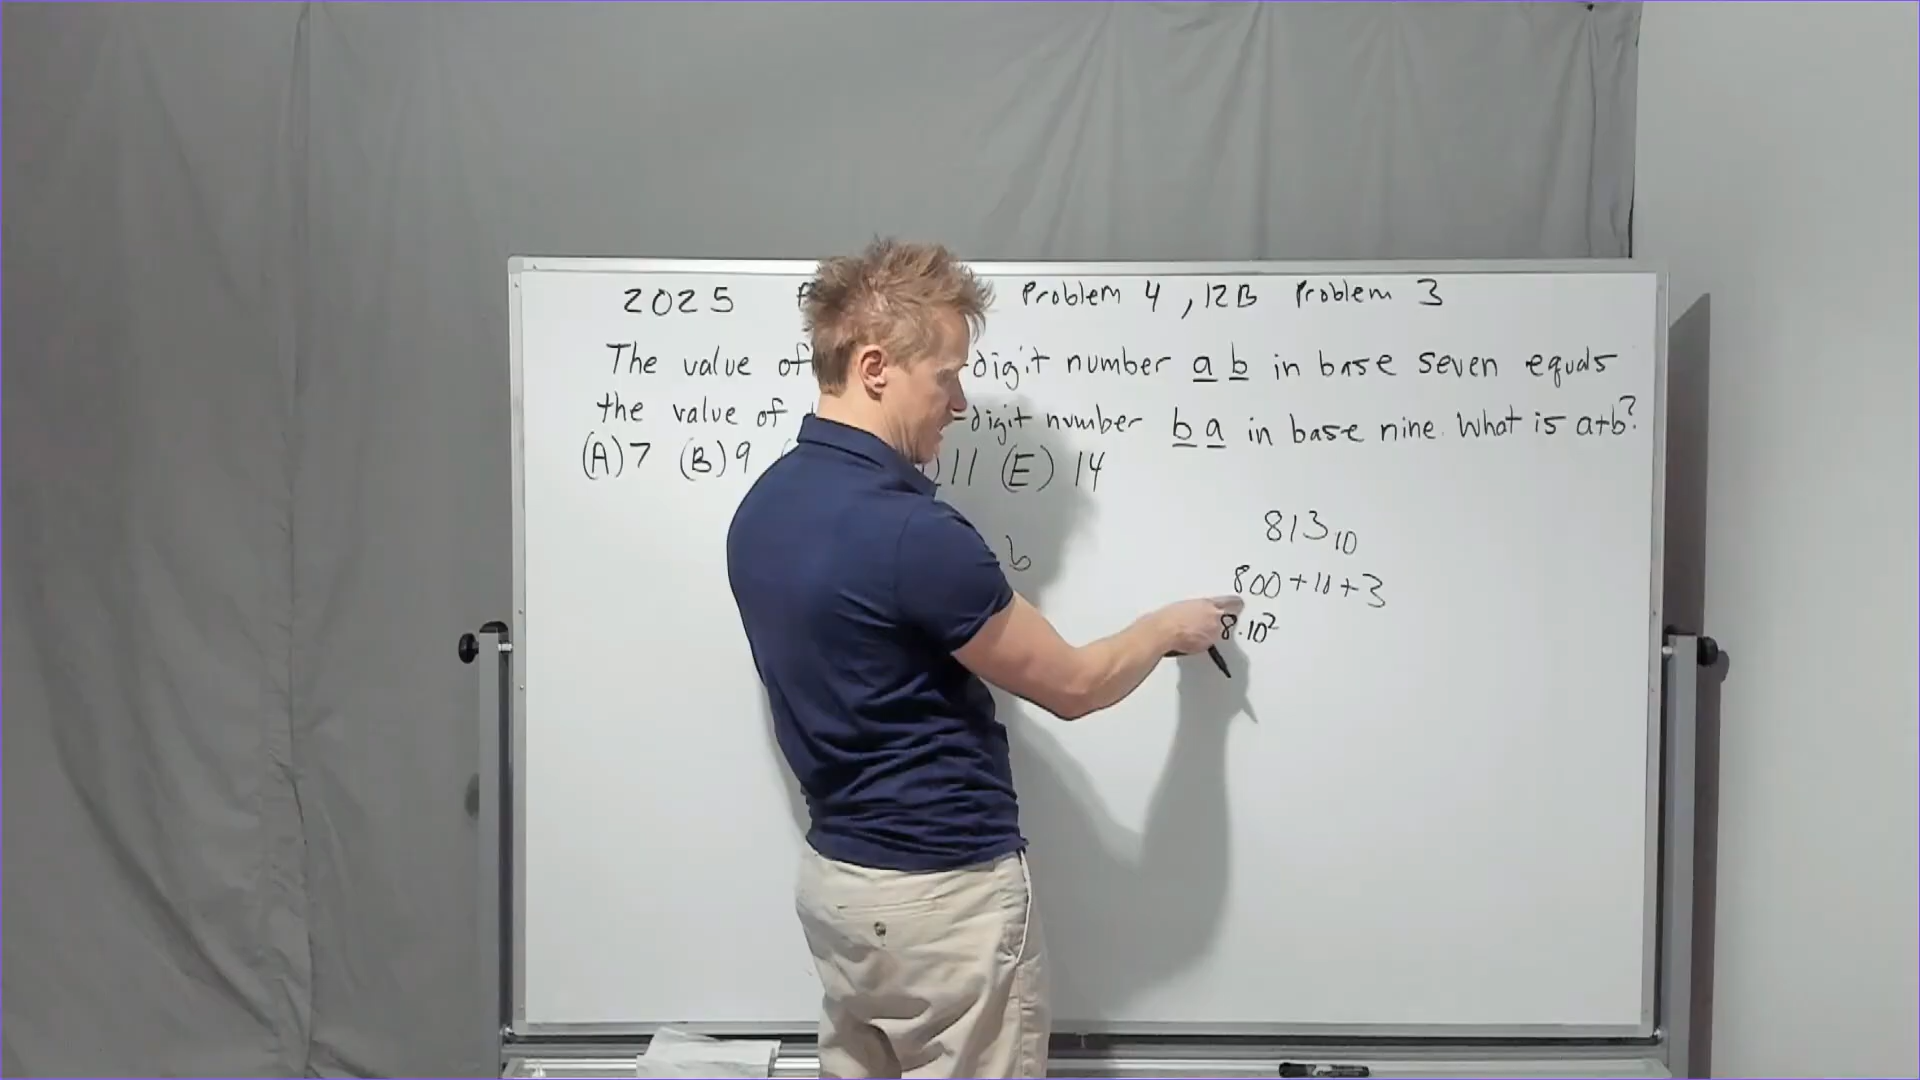 2025 Problem 4 , 12B Problem 3
The value of -digit number a b in base seven equals
the value of -digit number b a in base nine. What is a+b?
(A) 7 (B) 9 11 (E) 14
813₁₀
b
800 + 10 + 3
8·10²